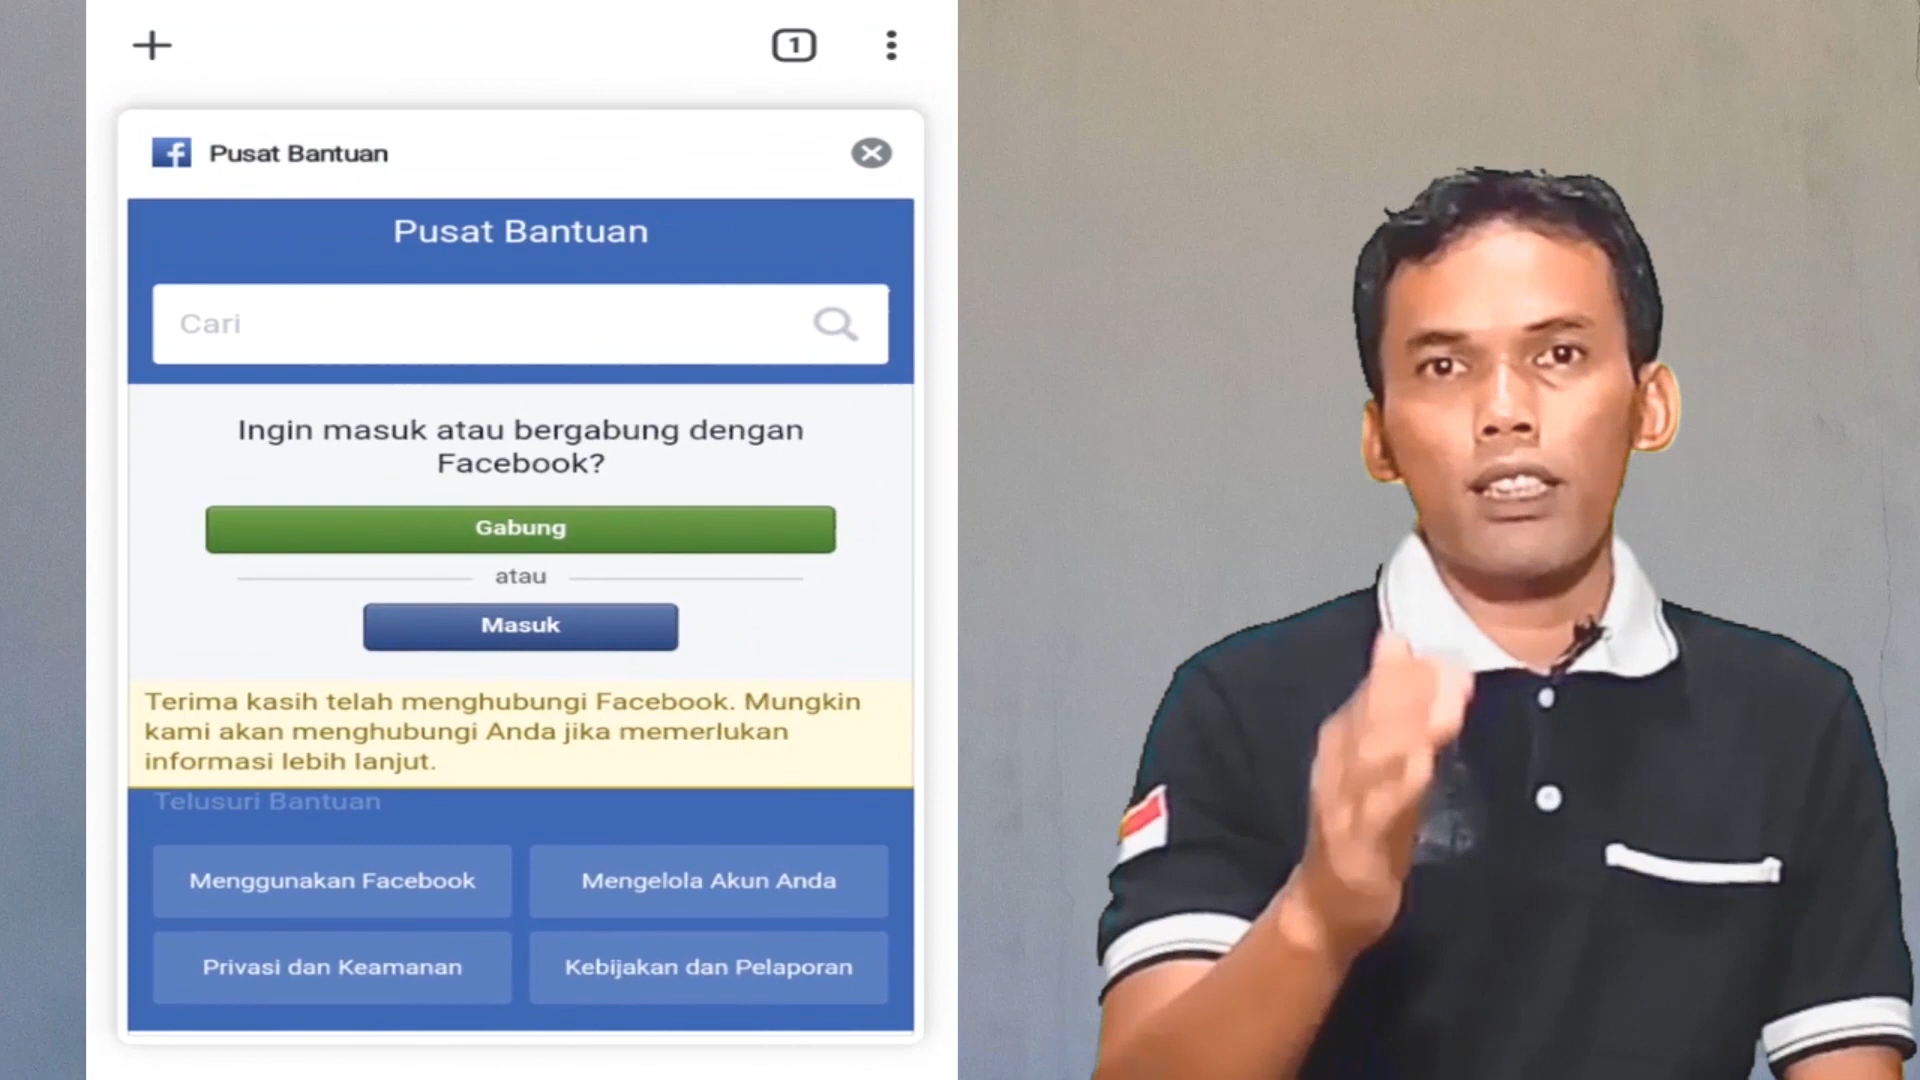 1
Pusat Bantuan
Pusat Bantuan
Cari
Ingin masuk atau bergabung dengan
Facebook?
Gabung
atau
Masuk
Terima kasih telah menghubungi Facebook. Mungkin
kami akan menghubungi Anda jika memerlukan
informasi lebih lanjut.
Telusuri Bantuan
Menggunakan Facebook
Mengelola Akun Anda
Privasi dan Keamanan
Kebijakan dan Pelaporan